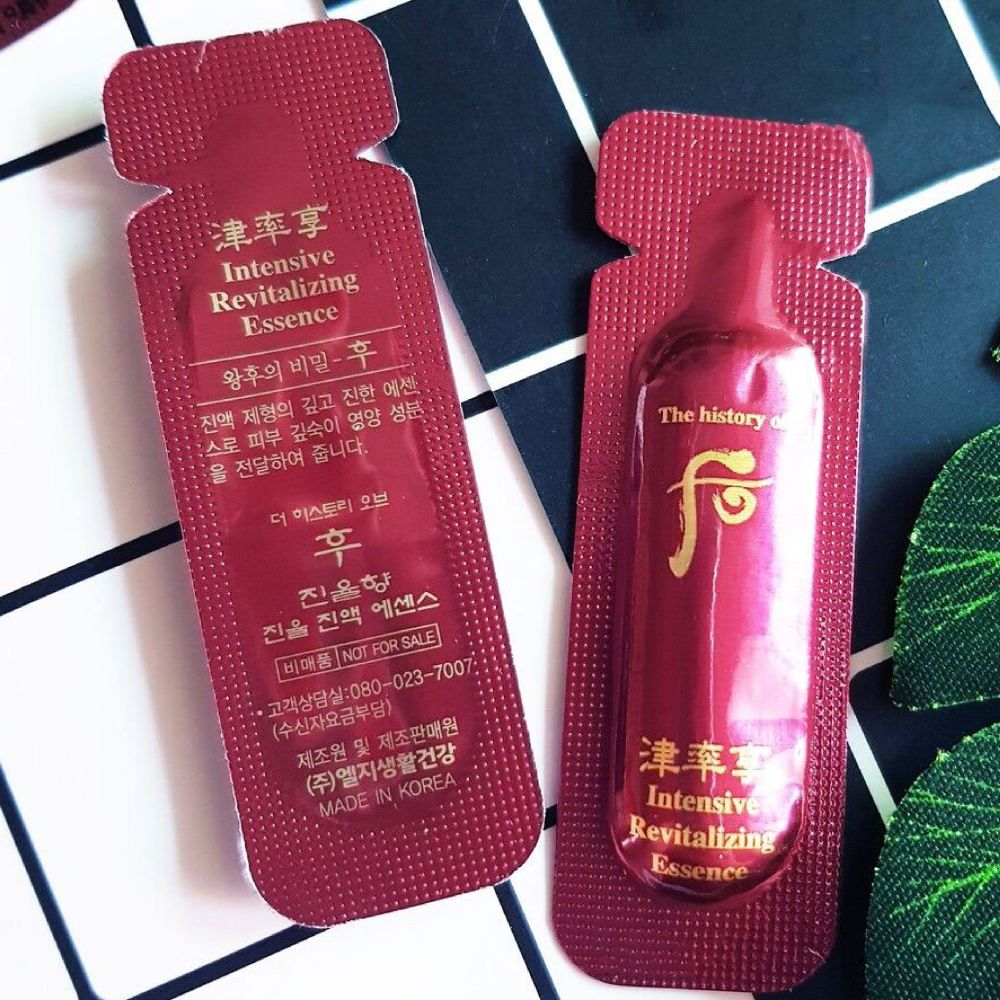 津率享
Intensive
Revitalizing
Essence
왕후의 비밀 - 후
진액 제형의 깊고 진한 에센
스로 피부 깊숙이 영양 성분
을 전달하여 줍니다.
더 히스토리 오브
후
진율향
진율 진액 에센스
비매품 NOT FOR SALE
고객상담실:080-023-7007
(수신자요금부담)
제조원 및 제조판매원
(주)엘지생활건강
MADE IN KOREA
The history of
后
津率享
Intensive
Revitalizing
Essence